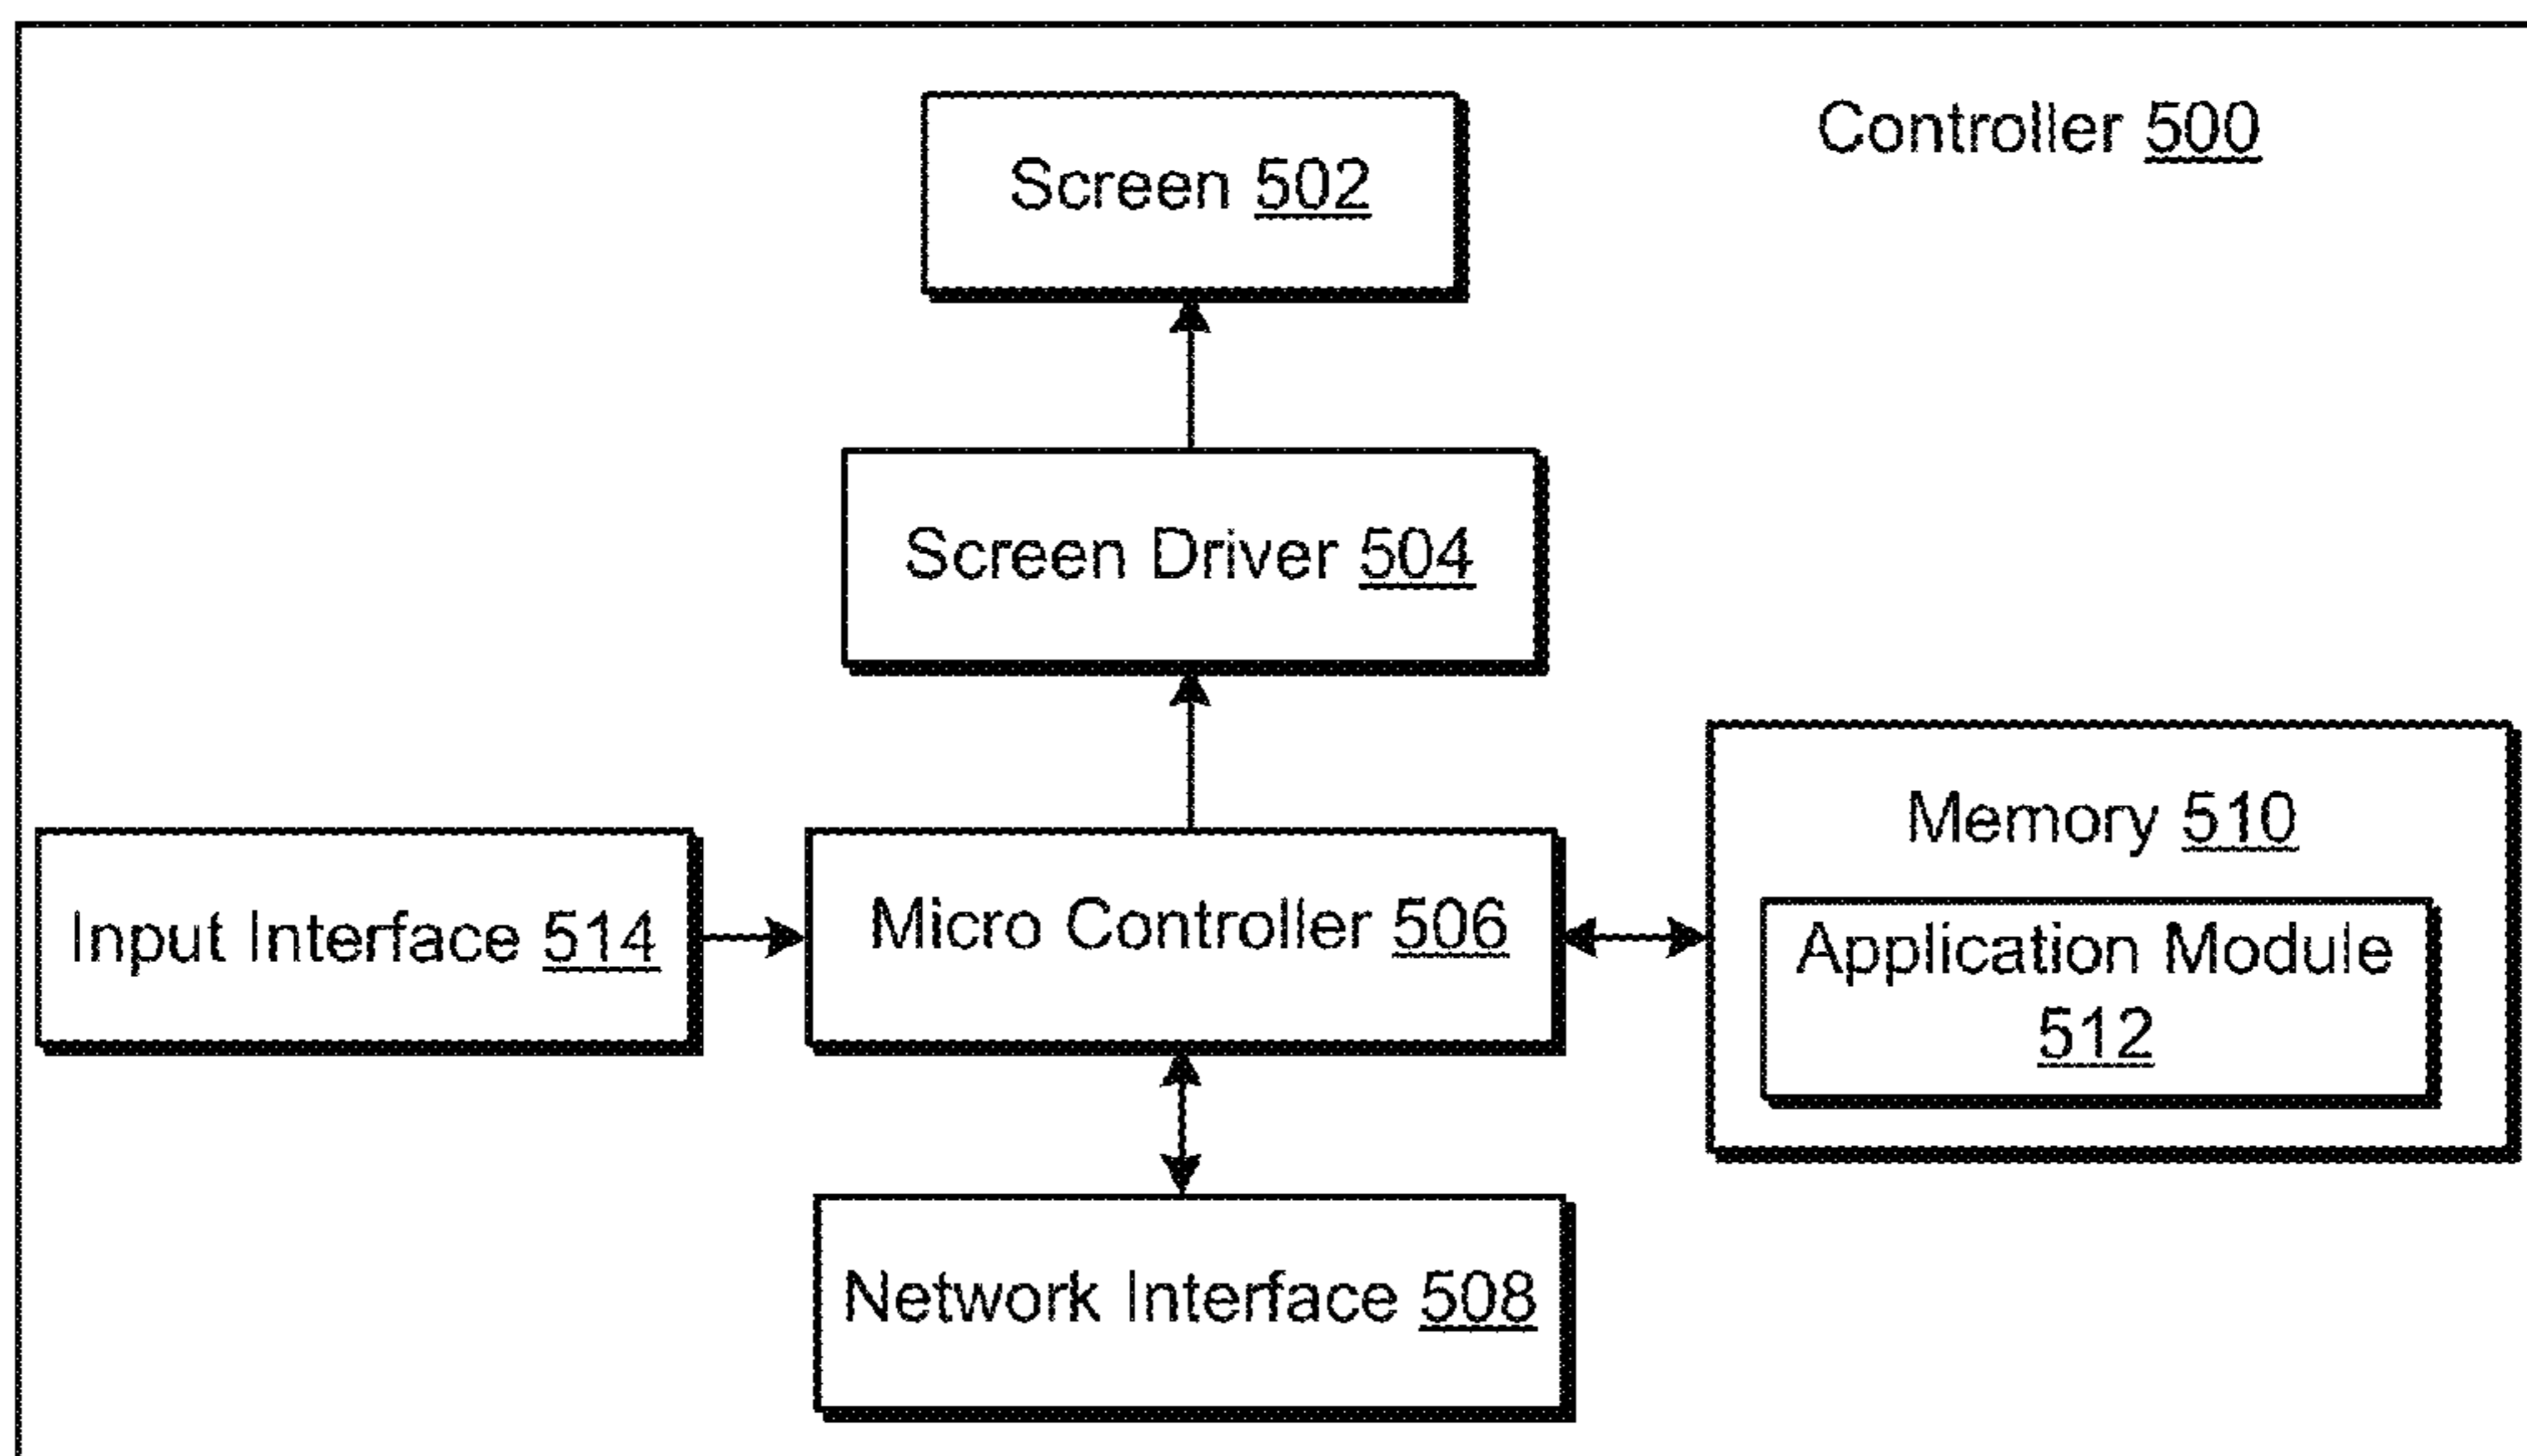 Controller 500
Screen 502
Screen Driver 504
Memory 510
Input Interface 514
Micro Controller 506
Application Module
512
Network Interface 508